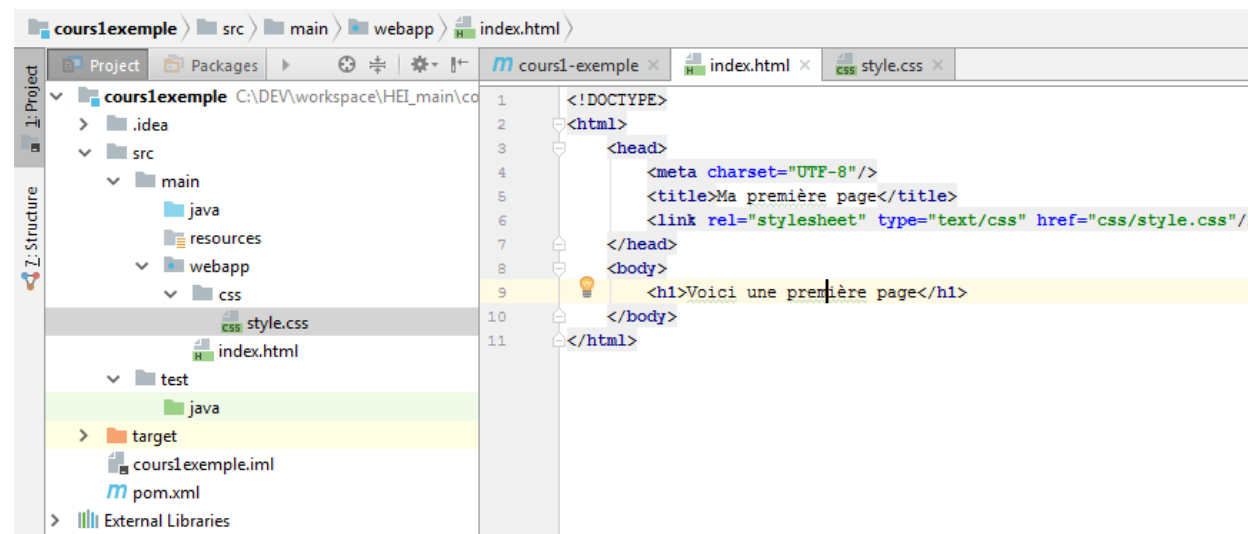 cours1exemple src main webapp index.html
1: Project
7: Structure
Project Packages
cours1exemple C:\DEV\workspace\HEI_main\co
.idea
src
main
java
resources
webapp
css
style.css
index.html
test
java
target
cours1exemple.iml
pom.xml
External Libraries
cours1-exemple index.html style.css
1 <!DOCTYPE>
2 <html>
3 <head>
4 <meta charset="UTF-8"/>
5 <title>Ma première page</title>
6 <link rel="stylesheet" type="text/css" href="css/style.css"/
7 </head>
8 <body>
9 <h1>Voici une première page</h1>
10 </body>
11 </html>